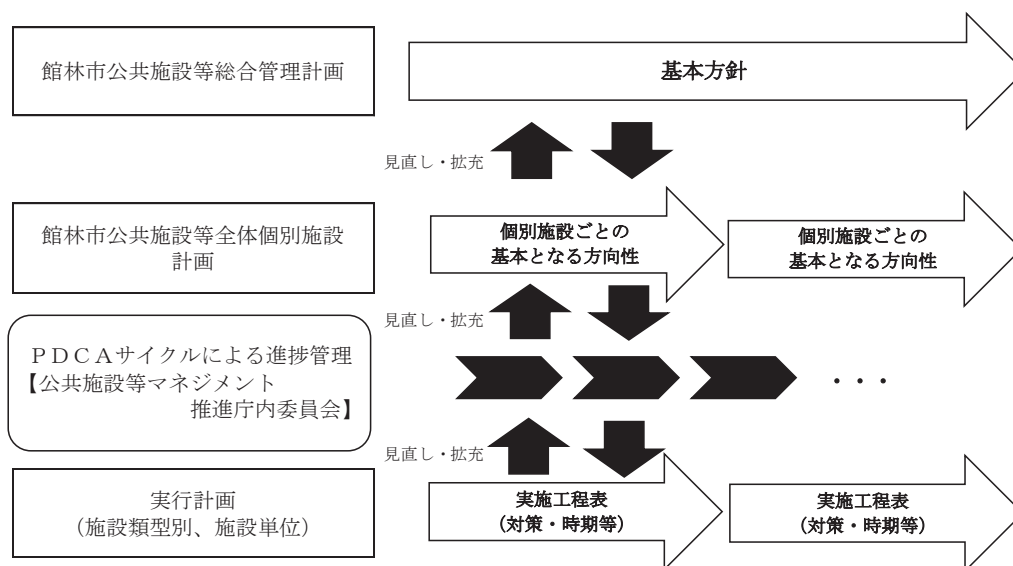 館林市公共施設等総合管理計画
基本方針
見直し・拡充
館林市公共施設等全体個別施設
計画
個別施設ごとの
基本となる方向性
個別施設ごとの
基本となる方向性
見直し・拡充
ＰＤＣＡサイクルによる進捗管理
【公共施設等マネジメント
推進庁内委員会】
・・・
見直し・拡充
実行計画
（施設類型別、施設単位）
実施工程表
（対策・時期等）
実施工程表
（対策・時期等）